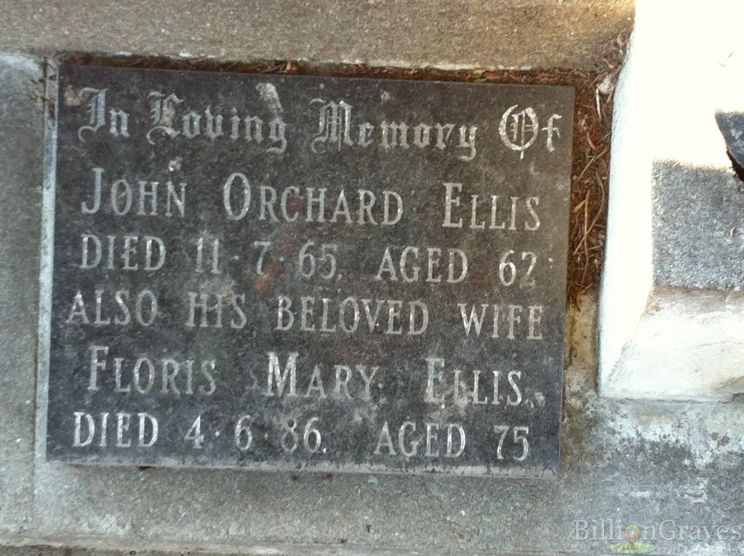 In Loving Memory Of
JOHN ORCHARD ELLIS
DIED 11·7·65. AGED 62
ALSO HIS BELOVED WIFE
FLORIS MARY ELLIS.
DIED 4·6·86. AGED 75
BillionGraves